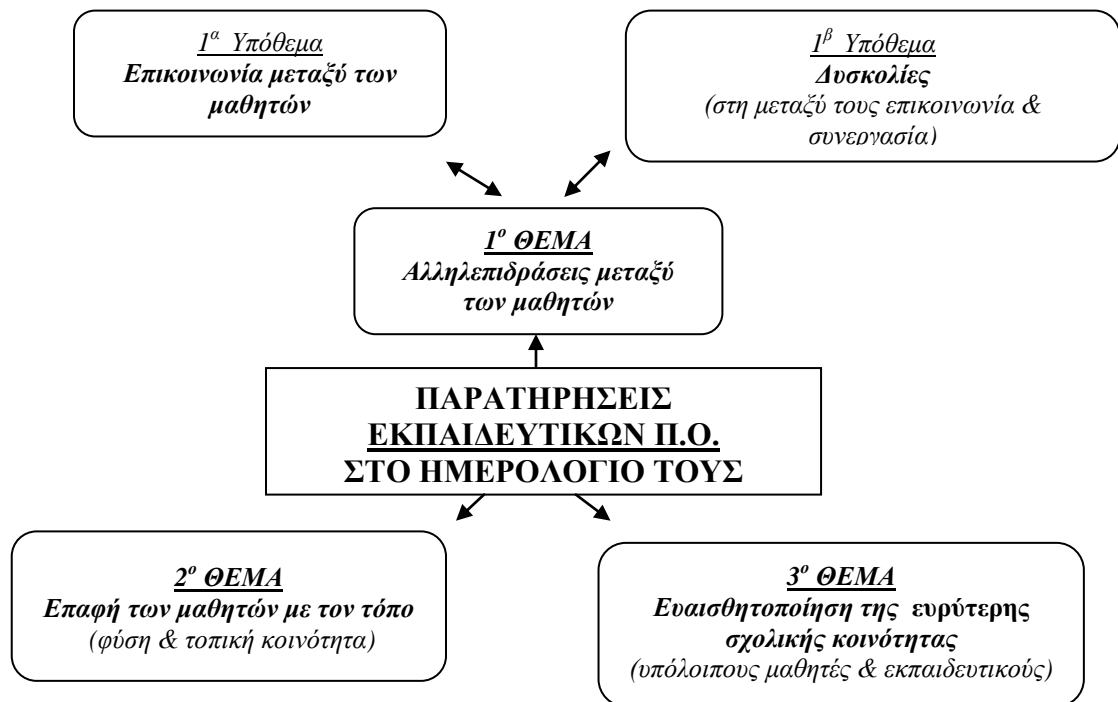 1α Υπόθεμα
Επικοινωνία μεταξύ των
μαθητών
1β Υπόθεμα
Δυσκολίες
(στη μεταξύ τους επικοινωνία &
συνεργασία)
1ο ΘΕΜΑ
Αλληλεπιδράσεις μεταξύ
των μαθητών
ΠΑΡΑΤΗΡΗΣΕΙΣ
ΕΚΠΑΙΔΕΥΤΙΚΩΝ Π.Ο.
ΣΤΟ ΗΜΕΡΟΛΟΓΙΟ ΤΟΥΣ
2ο ΘΕΜΑ
Επαφή των μαθητών με τον τόπο
(φύση & τοπική κοινότητα)
3ο ΘΕΜΑ
Ευαισθητοποίηση της ευρύτερης
σχολικής κοινότητας
(υπόλοιπους μαθητές & εκπαιδευτικούς)